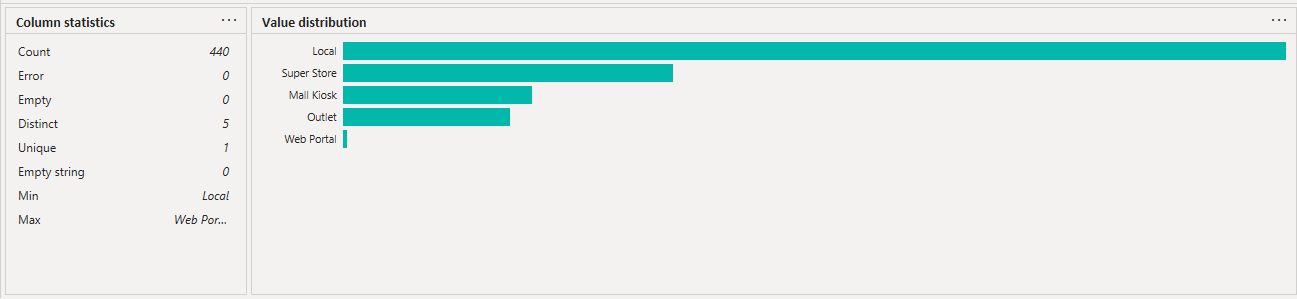 Column statistics ...
Count 440
Error 0
Empty 0
Distinct 5
Unique 1
Empty string 0
Min Local
Max Web Por...
Value distribution ...
Local
Super Store
Mall Kiosk
Outlet
Web Portal